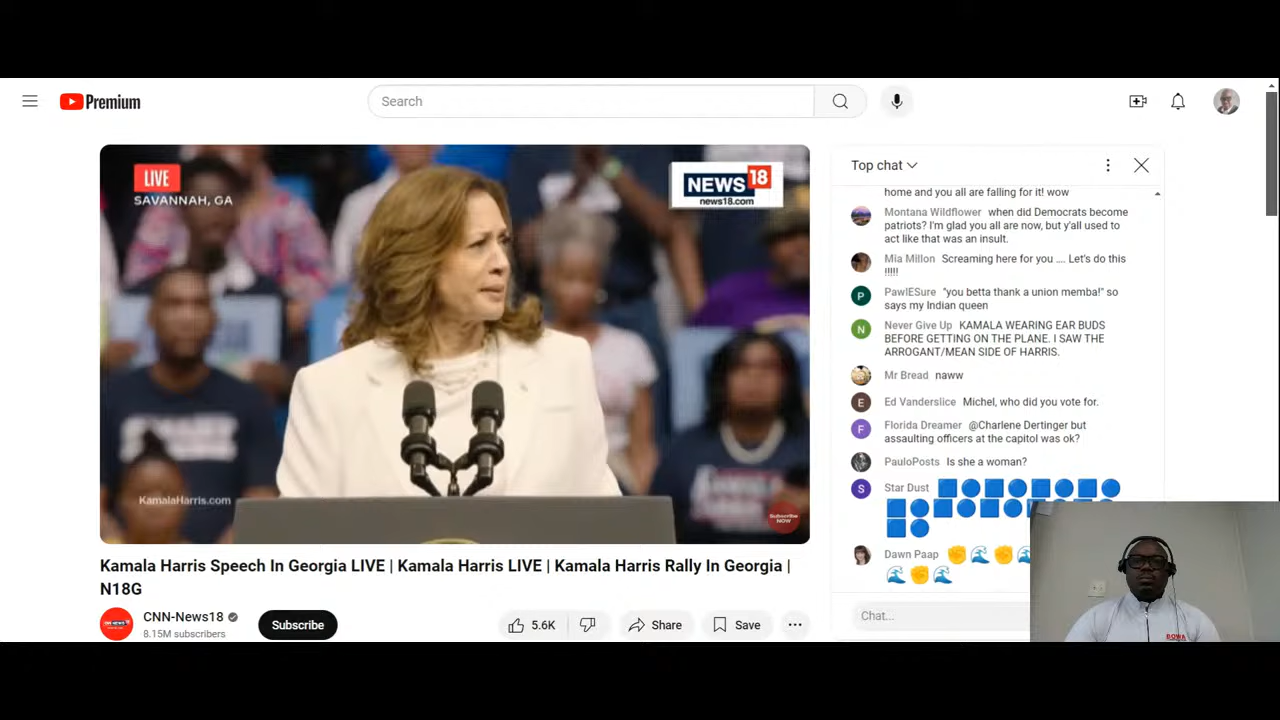 Premium
Search
LIVE
SAVANNAH, GA
NEWS 18
news18.com
KamalaHarris.com
Subscribe
NOW
Kamala Harris Speech In Georgia LIVE | Kamala Harris LIVE | Kamala Harris Rally In Georgia |
N18G
CNN-News18
8.15M subscribers
Subscribe
5.6K
Share
Save
Top chat
home and you all are falling for it! wow
Montana Wildflower when did Democrats become
patriots? I'm glad you all are now, but y'all used to
act like that was an insult.
Mia Millon Screaming here for you .... Let's do this
!!!!!
PawlESure "you betta thank a union memba!" so
says my Indian queen
Never Give Up KAMALA WEARING EAR BUDS
BEFORE GETTING ON THE PLANE. I SAW THE
ARROGANT/MEAN SIDE OF HARRIS.
Mr Bread naww
Ed Vanderslice Michel, who did you vote for.
Florida Dreamer @Charlene Dertinger but
assaulting officers at the capitol was ok?
PauloPosts Is she a woman?
Star Dust 🟦🔵🟦🔵🟦🔵🟦🔵
🟦🔵🟦🔵🟦🔵
🟦🔵
Dawn Paap ✊🌊✊🌊
🌊✊🌊
Chat...
DOWA